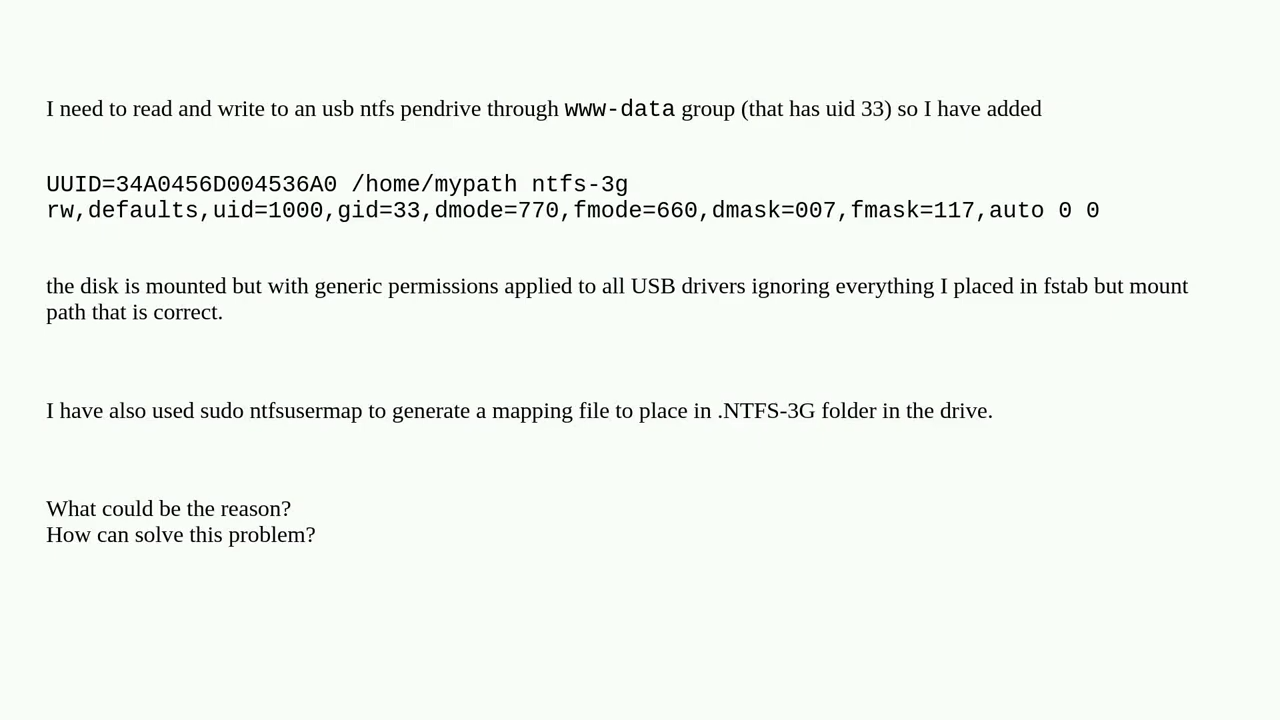 I need to read and write to an usb ntfs pendrive through www-data group (that has uid 33) so I have added
UUID=34A0456D004536A0 /home/mypath ntfs-3g
rw,defaults,uid=1000,gid=33,dmode=770,fmode=660,dmask=007,fmask=117,auto 0 0
the disk is mounted but with generic permissions applied to all USB drivers ignoring everything I placed in fstab but mount
path that is correct.
I have also used sudo ntfsusermap to generate a mapping file to place in .NTFS-3G folder in the drive.
What could be the reason?
How can solve this problem?